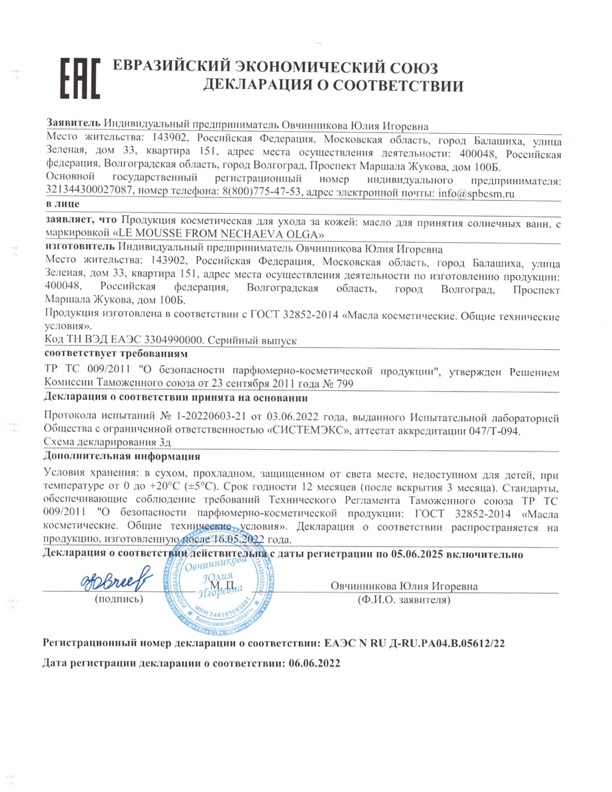 ЕАС
ЕВРАЗИЙСКИЙ ЭКОНОМИЧЕСКИЙ СОЮЗ
ДЕКЛАРАЦИЯ О СООТВЕТСТВИИ
Заявитель Индивидуальный предприниматель Овчинникова Юлия Игоревна
Место жительства: 143902, Российская Федерация, Московская область, город Балашиха, улица
Зеленая, дом 33, квартира 151, адрес места осуществления деятельности: 400048, Российская
федерация, Волгоградская область, город Волгоград, Проспект Маршала Жукова, дом 100Б.
Основной государственный регистрационный номер индивидуального предпринимателя:
321344300027087, номер телефона: 8(800)775-47-53, адрес электронной почты: info@spbcsm.ru
в лице
заявляет, что Продукция косметическая для ухода за кожей: масло для принятия солнечных ванн, с
маркировкой «LE MOUSSE FROM NECHAEVA OLGA»
изготовитель Индивидуальный предприниматель Овчинникова Юлия Игоревна
Место жительства: 143902, Российская Федерация, Московская область, город Балашиха, улица
Зеленая, дом 33, квартира 151, адрес места осуществления деятельности по изготовлению продукции:
400048, Российская федерация, Волгоградская область, город Волгоград, Проспект
Маршала Жукова, дом 100Б.
Продукция изготовлена в соответствии с ГОСТ 32852-2014 «Масла косметические. Общие технические
условия».
Код ТН ВЭД ЕАЭС 3304990000. Серийный выпуск
соответствует требованиям
ТР ТС 009/2011 "О безопасности парфюмерно-косметической продукции", утвержден Решением
Комиссии Таможенного союза от 23 сентября 2011 года № 799
Декларация о соответствии принята на основании
Протокола испытаний № 1-20220603-21 от 03.06.2022 года, выданного Испытательной лабораторией
Общества с ограниченной ответственностью «СИСТЕМЭКС», аттестат аккредитации 047/Т-094.
Схема декларирования 3д
Дополнительная информация
Условия хранения: в сухом, прохладном, защищенном от света месте, недоступном для детей, при
температуре от 0 до +20°С (±5°С). Срок годности 12 месяцев (после вскрытия 3 месяца). Стандарты,
обеспечивающие соблюдение требований Технического Регламента Таможенного союза ТР ТС
009/2011 "О безопасности парфюмерно-косметической продукции: ГОСТ 32852-2014 «Масла
косметические. Общие технические условия». Декларация о соответствии распространяется на
продукцию, изготовленную после 16.05.2022 года.
Декларация о соответствии действительна с даты регистрации по 05.06.2025 включительно
Овчинникова
Юлия
Игоревна
М. П.
Овчинникова Юлия Игоревна
(подпись)
(Ф.И.О. заявителя)
Регистрационный номер декларации о соответствии: ЕАЭС N RU Д-RU.РА04.В.05612/22
Дата регистрации декларации о соответствии: 06.06.2022